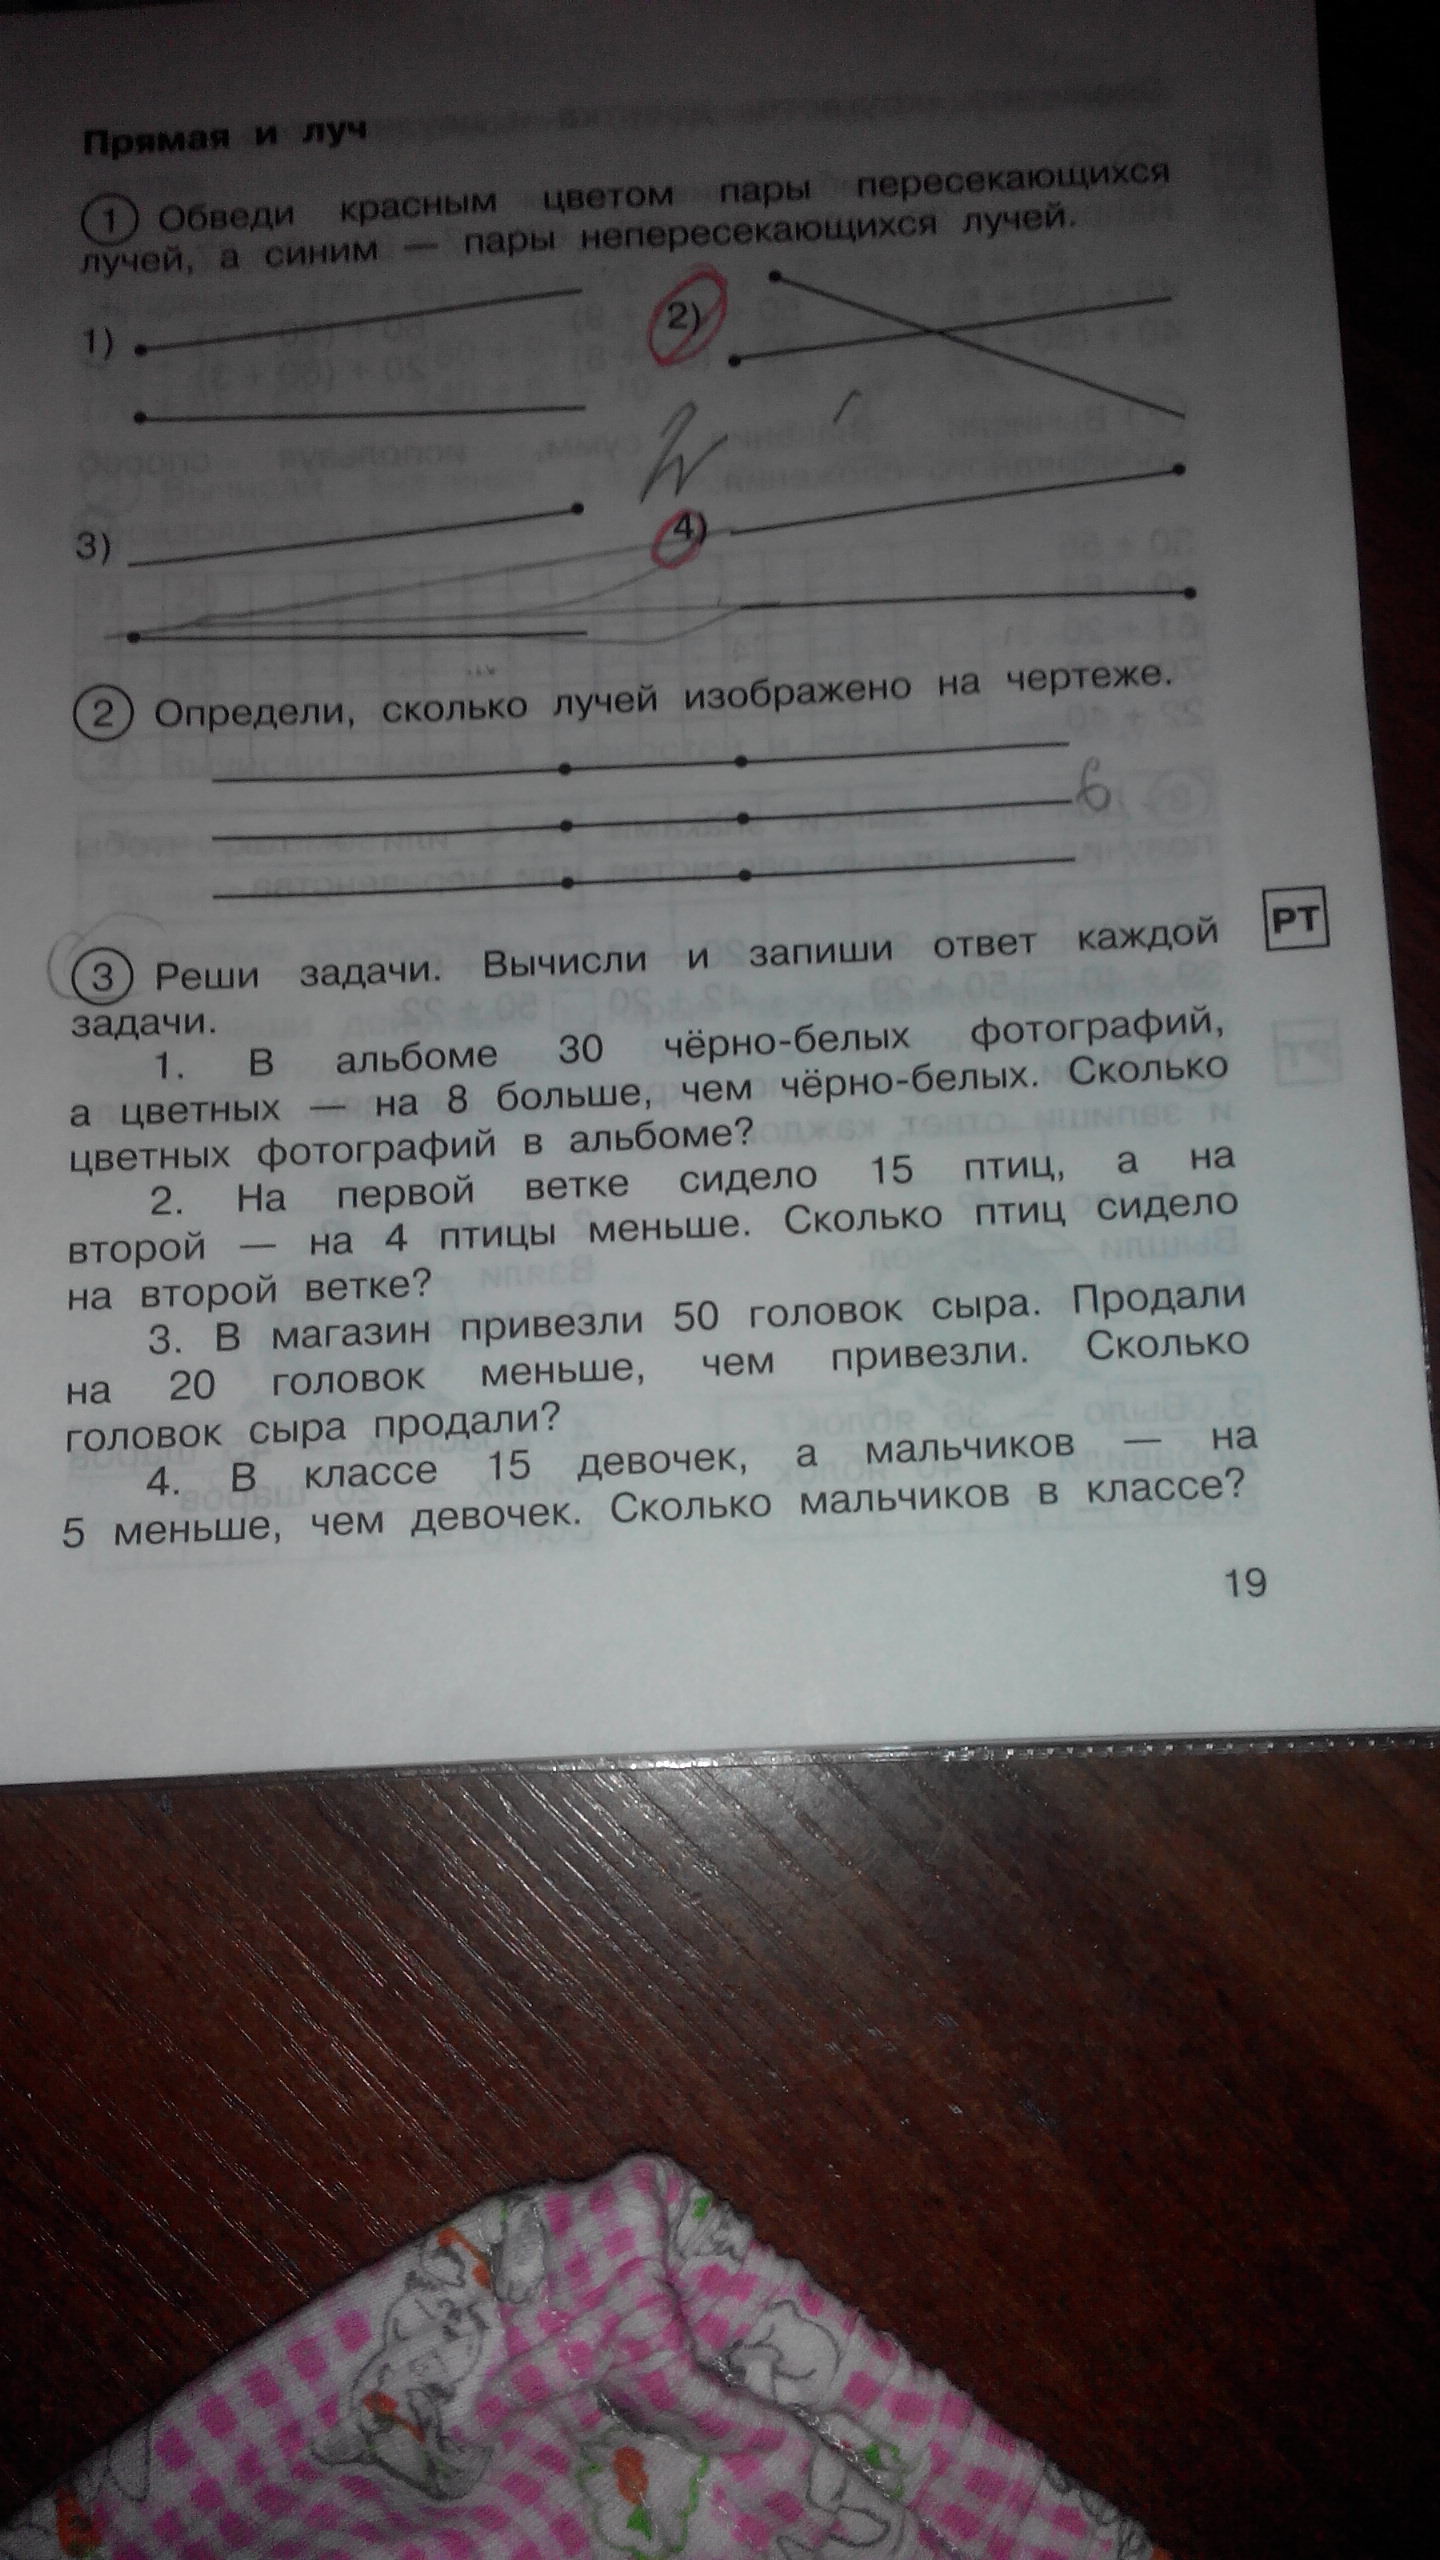 Прямая и луч
1 Обведи красным цветом пары пересекающихся
лучей, а синим — пары непересекающихся лучей.
1)
2)
3)
4)
2 Определи, сколько лучей изображено на чертеже.
6
3 Реши задачи. Вычисли и запиши ответ каждой
РТ
задачи.
1. В альбоме 30 чёрно-белых фотографий,
а цветных — на 8 больше, чем чёрно-белых. Сколько
цветных фотографий в альбоме?
2. На первой ветке сидело 15 птиц, а на
второй — на 4 птицы меньше. Сколько птиц сидело
на второй ветке?
3. В магазин привезли 50 головок сыра. Продали
на 20 головок меньше, чем привезли. Сколько
головок сыра продали?
4. В классе 15 девочек, а мальчиков — на
5 меньше, чем девочек. Сколько мальчиков в классе?
19